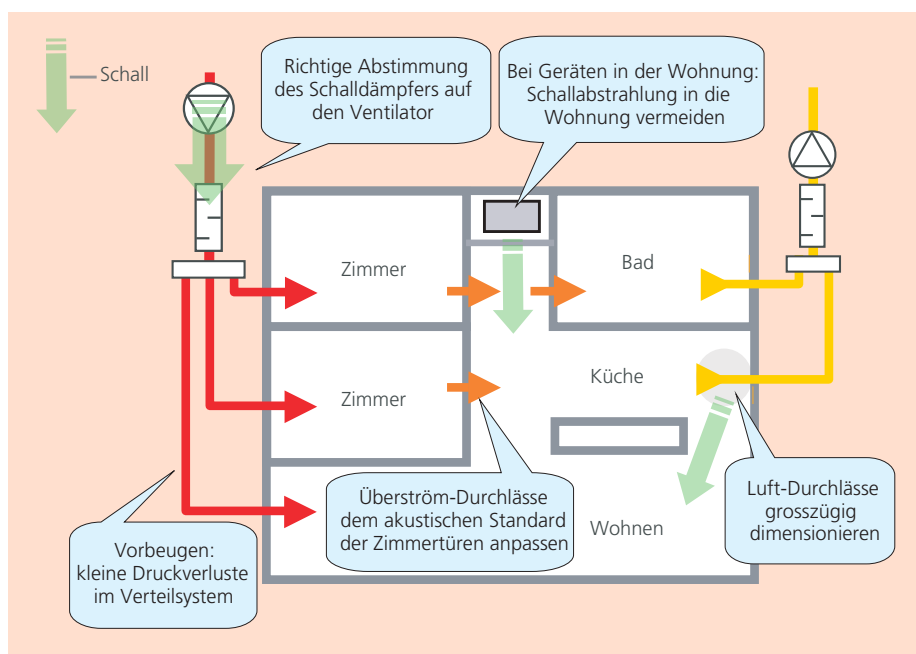 Schall
Richtige Abstimmung
des Schalldämpfers auf
den Ventilator
Bei Geräten in der Wohnung:
Schallabstrahlung in die
Wohnung vermeiden
Zimmer
Bad
Zimmer
Küche
Überström-Durchlässe
dem akustischen Standard
der Zimmertüren anpassen
Wohnen
Luft-Durchlässe
grosszügig
dimensionieren
Vorbeugen:
kleine Druckverluste
im Verteilsystem